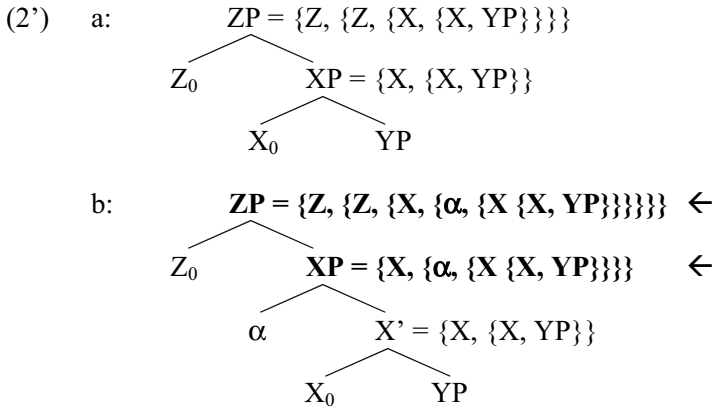 (2’) a: ZP = {Z, {Z, {X, {X, YP}}}}
Z₀ XP = {X, {X, YP}}
X₀ YP
b: ZP = {Z, {Z, {X, {α, {X {X, YP}}}}}} ←
Z₀ XP = {X, {α, {X {X, YP}}}} ←
α X’ = {X, {X, YP}}
X₀ YP